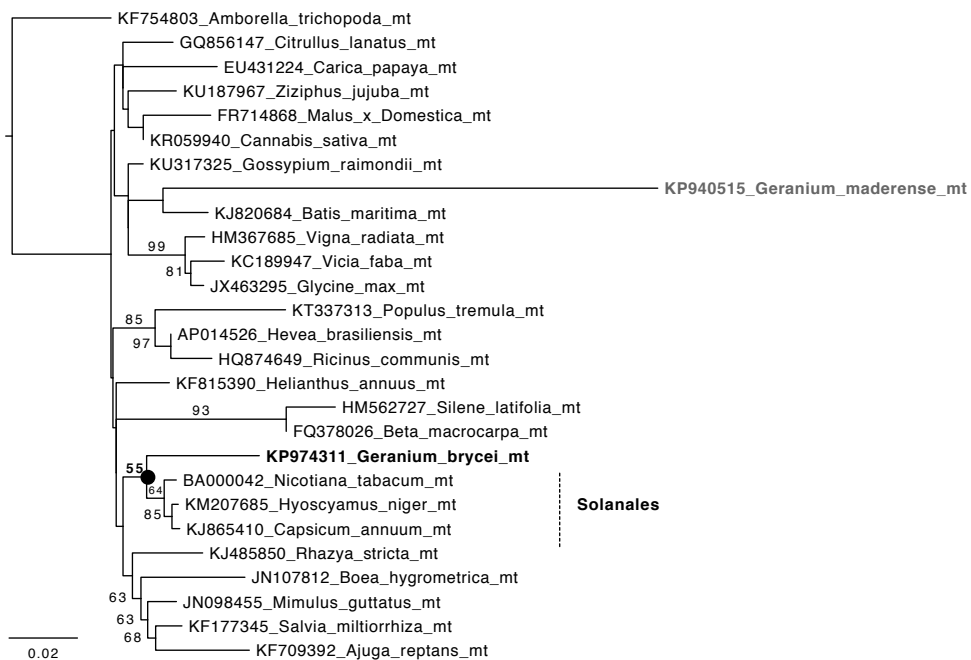 KF754803_Amborella_trichopoda_mt
GQ856147_Citrullus_lanatus_mt
EU431224_Carica_papaya_mt
KU187967_Ziziphus_jujuba_mt
FR714868_Malus_x_Domestica_mt
KR059940_Cannabis_sativa_mt
KU317325_Gossypium_raimondii_mt
KP940515_Geranium_maderense_mt
KJ820684_Batis_maritima_mt
HM367685_Vigna_radiata_mt
99
KC189947_Vicia_faba_mt
81
JX463295_Glycine_max_mt
KT337313_Populus_tremula_mt
85
AP014526_Hevea_brasiliensis_mt
97
HQ874649_Ricinus_communis_mt
KF815390_Helianthus_annuus_mt
93
HM562727_Silene_latifolia_mt
FQ378026_Beta_macrocarpa_mt
KP974311_Geranium_brycei_mt
55
BA000042_Nicotiana_tabacum_mt
64
KM207685_Hyoscyamus_niger_mt
Solanales
85
KJ865410_Capsicum_annuum_mt
KJ485850_Rhazya_stricta_mt
JN107812_Boea_hygrometrica_mt
63
JN098455_Mimulus_guttatus_mt
63
KF177345_Salvia_miltiorrhiza_mt
68
KF709392_Ajuga_reptans_mt
0.02